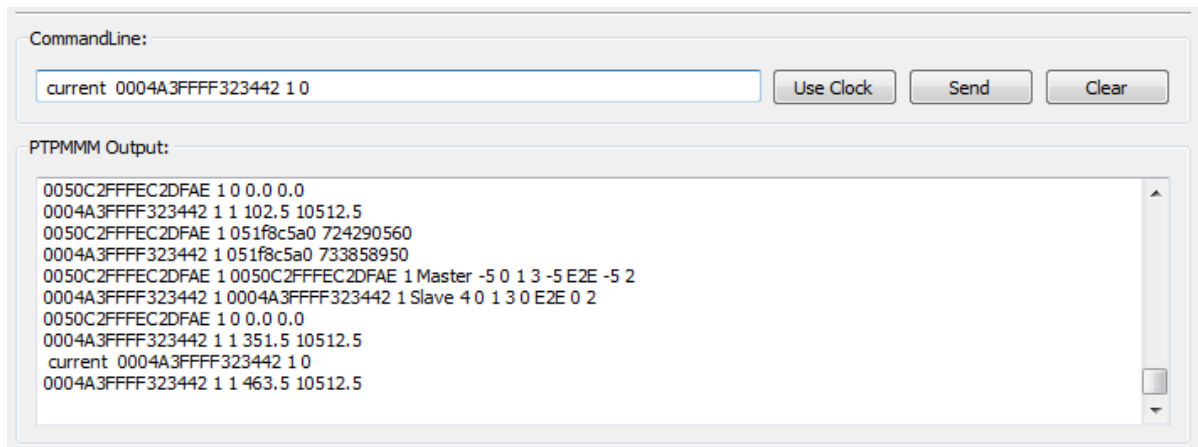 CommandLine:
current 0004A3FFFF323442 1 0
Use Clock Send Clear
PTPMMM Output:
0050C2FFFEC2DFAE 1 0 0.0 0.0
0004A3FFFF323442 1 1 102.5 10512.5
0050C2FFFEC2DFAE 1 051f8c5a0 724290560
0004A3FFFF323442 1 051f8c5a0 733858950
0050C2FFFEC2DFAE 1 0050C2FFFEC2DFAE 1 Master -5 0 1 3 -5 E2E -5 2
0004A3FFFF323442 1 0004A3FFFF323442 1 Slave 4 0 1 3 0 E2E 0 2
0050C2FFFEC2DFAE 1 0 0.0 0.0
0004A3FFFF323442 1 1 351.5 10512.5
current 0004A3FFFF323442 1 0
0004A3FFFF323442 1 1 463.5 10512.5